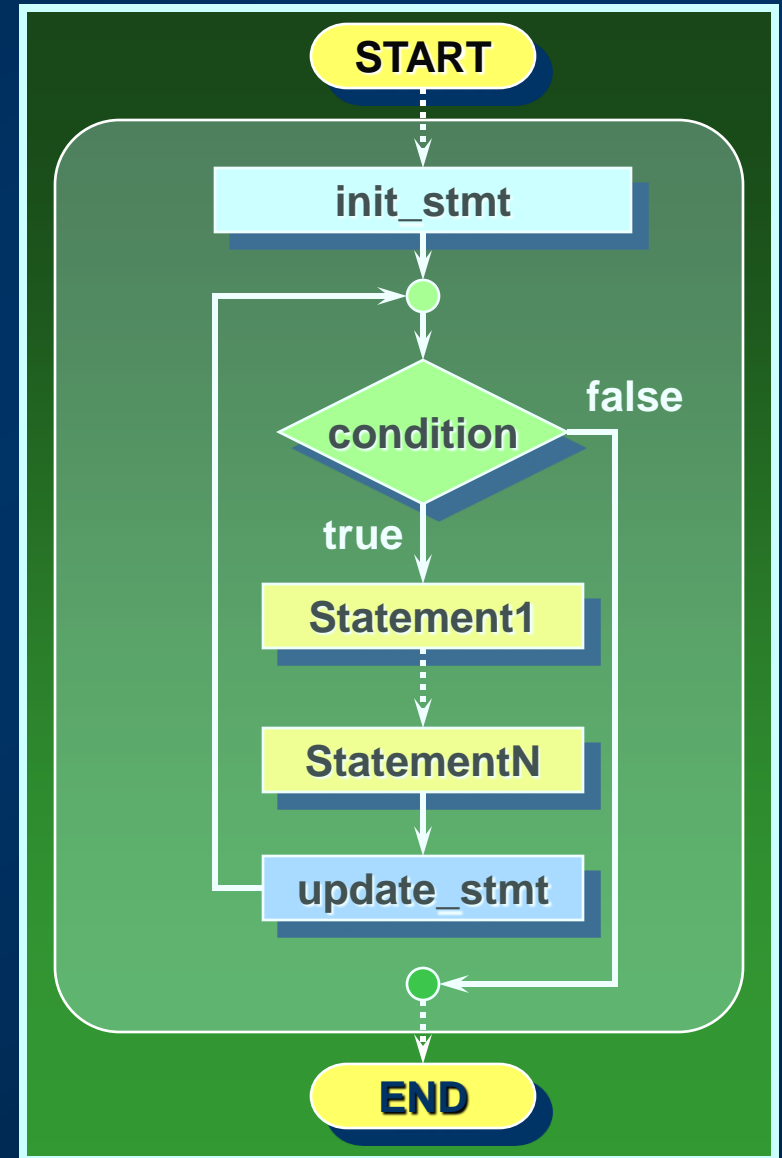 START
init_stmt
false
condition
true
Statement1
StatementN
update_stmt
END